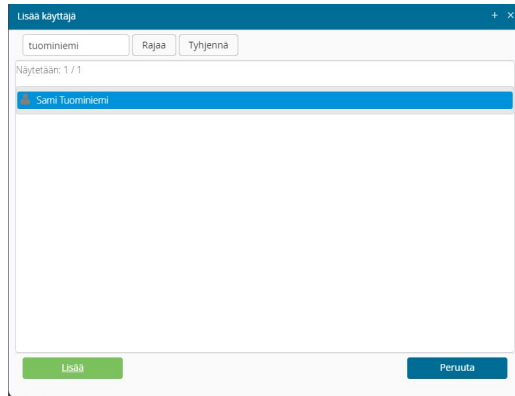 Lisää käyttäjä + ×
tuominiemi Rajaa Tyhjennä
Näytetään: 1 / 1
Sami Tuominiemi
Lisää Peruuta